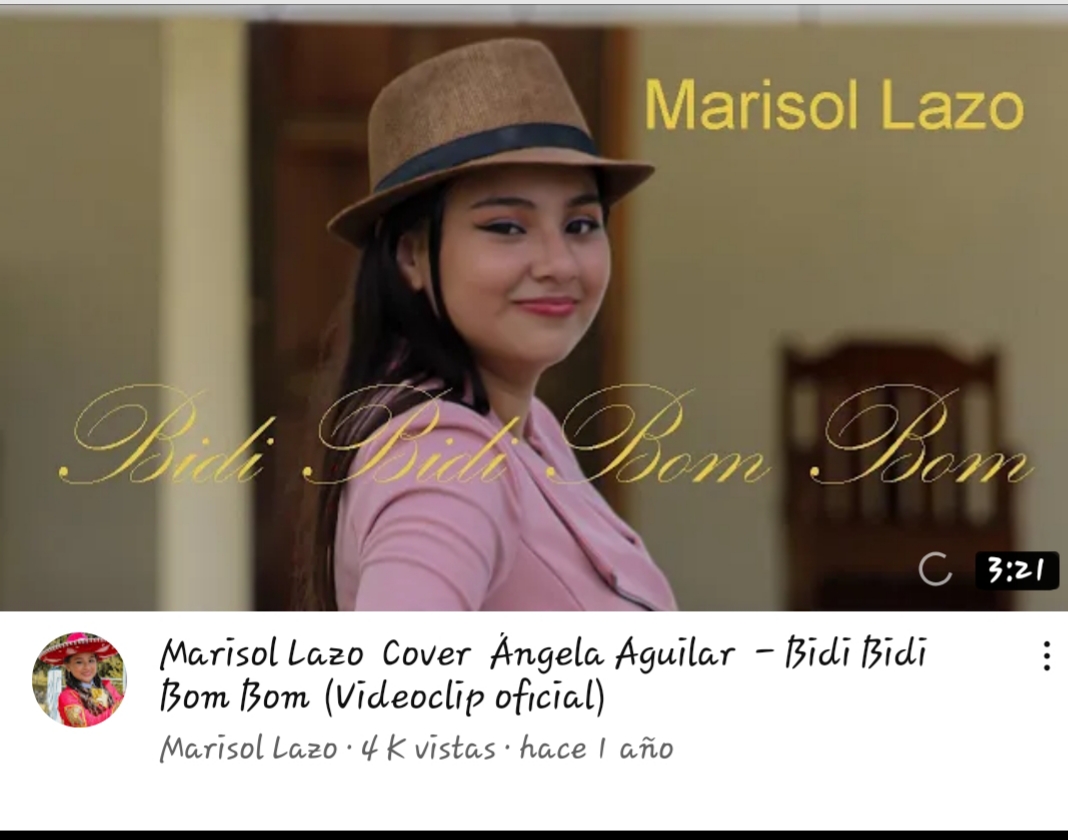 Marisol Lazo
Bidi Bidi Bom Bom
3:21
Marisol Lazo Cover Ángela Aguilar - Bidi Bidi
Bom Bom (Videoclip oficial)
Marisol Lazo · 4 K vistas · hace 1 año